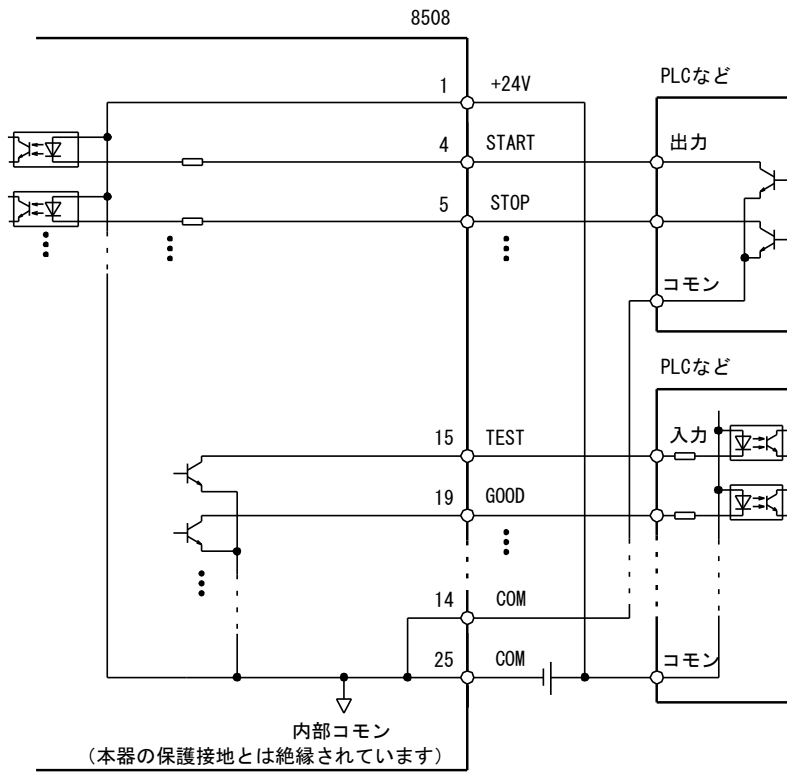 8508
PLCなど
1 +24V
出力
4 START
5 STOP
コモン
PLCなど
入力
15 TEST
19 GOOD
14 COM
25 COM
コモン
内部コモン
(本器の保護接地とは絶縁されています)